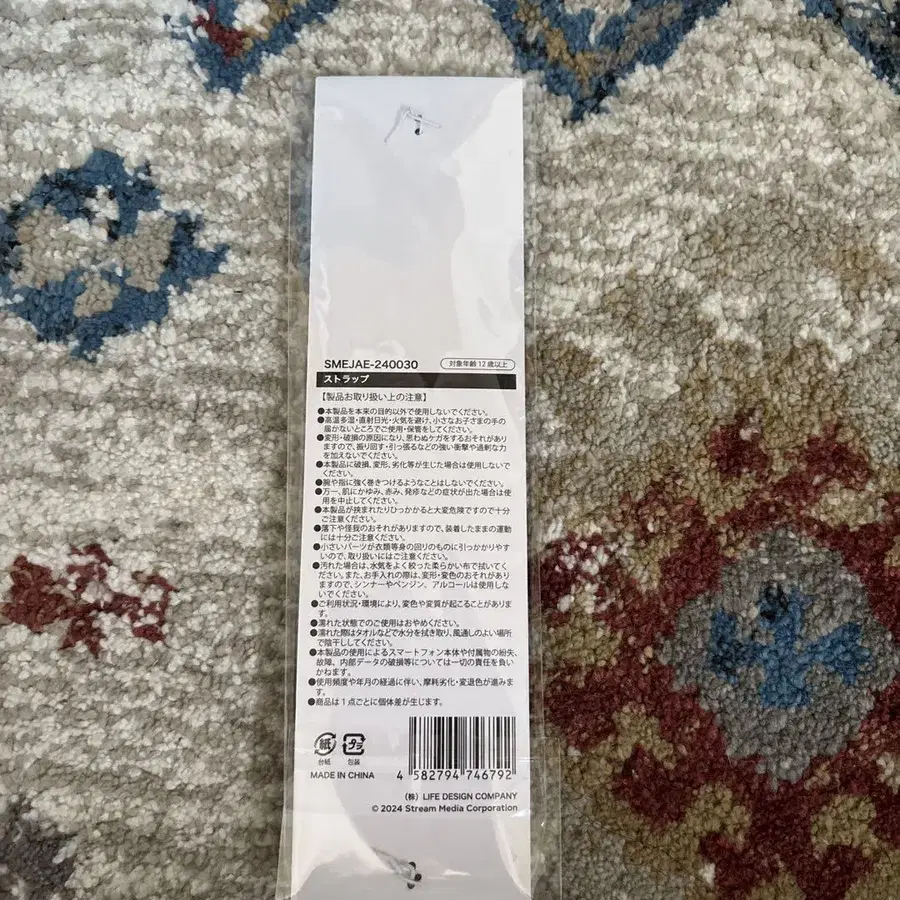 SMEJAE-240030 対象年齢12歳以上
ストラップ
【製品お取り扱い上の注意】
●本製品を本来の目的以外で使用しないでください。
●高温多湿・直射日光・火気を避け、小さなお子さまの手の
届かないところでご使用・保管をしてください。
●変形・破損の原因になり、思わぬケガをするおそれがあり
ますので、振り回す・引っ張るなどの強い衝撃や過剰な力
を加えないでください。
●本製品に破損、変形、劣化等が生じた場合は使用しないで
ください。
●腕や指に強く巻きつけるようなことはしないでください。
●万一、肌にかゆみ、赤み、発疹などの症状が出た場合は使
用を中止してください。
●本製品が挟まれたりひっかかると大変危険ですので十分
ご注意ください。
●落下や怪我のおそれがありますので、装着したままの運動
には十分ご注意ください。
●小さいパーツが衣類等身の回りのものに引っかかりやす
いので、取り扱いにはご注意ください。
●汚れた場合は、水気をよく絞った柔らかい布で拭いてく
ださい。また、お手入れの際は、変形・変色のおそれがあり
ますので、シンナーやベンジン、アルコールは使用しな
いでください。
●ご利用状況・環境により、変色や変質が起こることがありま
す。
●濡れた状態でのご使用はおやめください。
●濡れた際はタオルなどで水分を拭き取り、風通しのよい場所
で陰干ししてください。
●本製品の使用によるスマートフォン本体や付属物の紛失、
故障、内部データの破損等については一切の責任を負い
かねます。
●使用頻度や年月の経過に伴い、摩耗劣化・変退色が進みま
す。
●商品は1点ごとに個体差が生じます。
紙 プラ
台紙 包装
MADE IN CHINA 4 582794 746792
(株) LIFE DESIGN COMPANY
© 2024 Stream Media Corporation